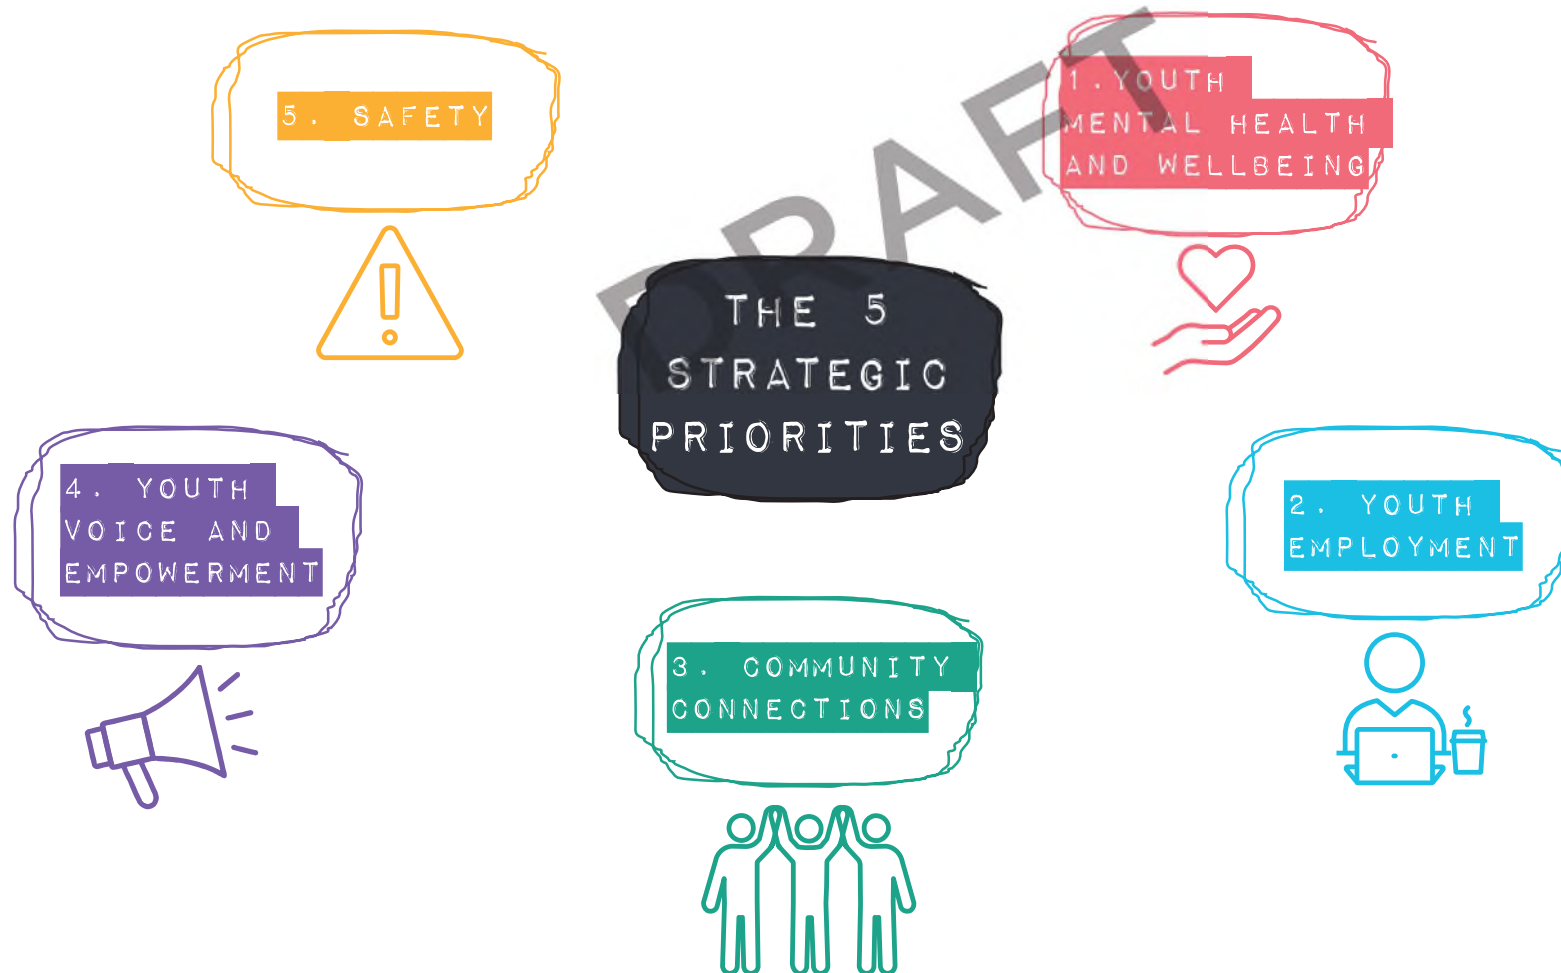 DRAFT
THE 5
STRATEGIC
PRIORITIES
1.YOUTH
MENTAL HEALTH
AND WELLBEING
2. YOUTH
EMPLOYMENT
3. COMMUNITY
CONNECTIONS
4. YOUTH
VOICE AND
EMPOWERMENT
5. SAFETY